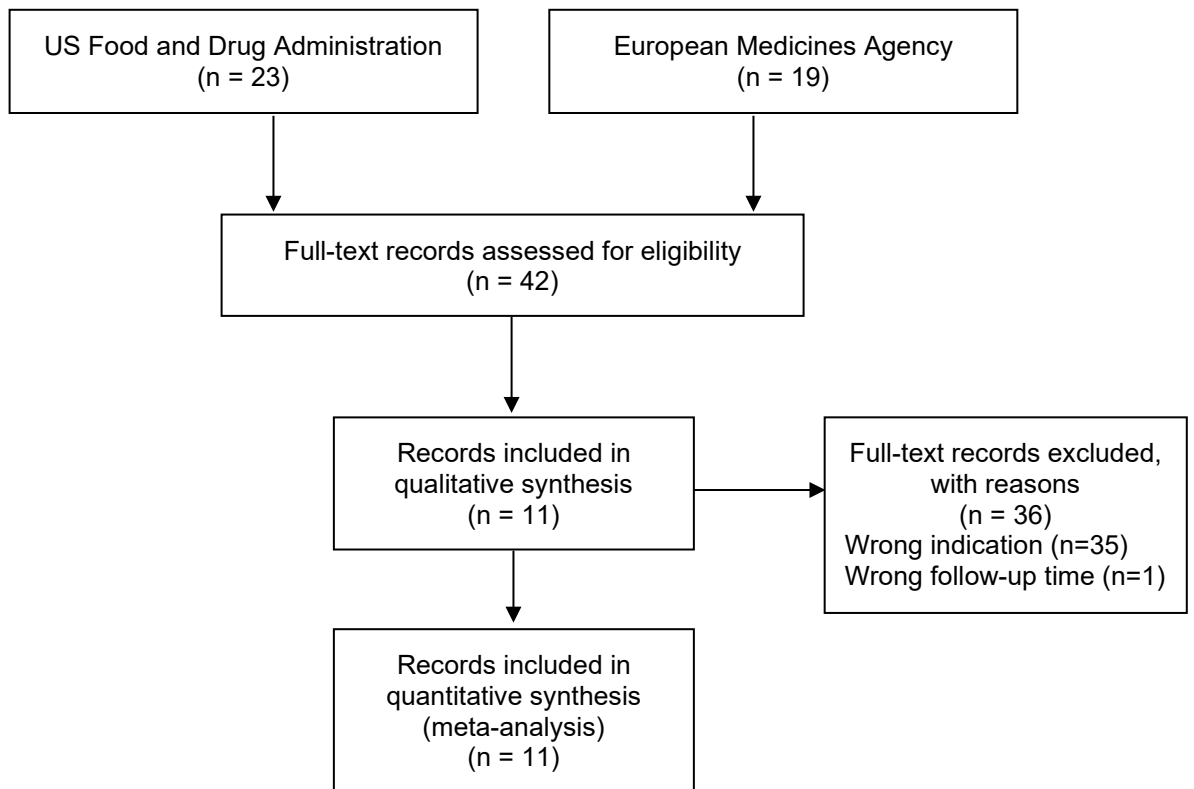 US Food and Drug Administration
(n = 23)
European Medicines Agency
(n = 19)
Full-text records assessed for eligibility
(n = 42)
Records included in
qualitative synthesis
(n = 11)
Full-text records excluded,
with reasons
(n = 36)
Wrong indication (n=35)
Wrong follow-up time (n=1)
Records included in
quantitative synthesis
(meta-analysis)
(n = 11)